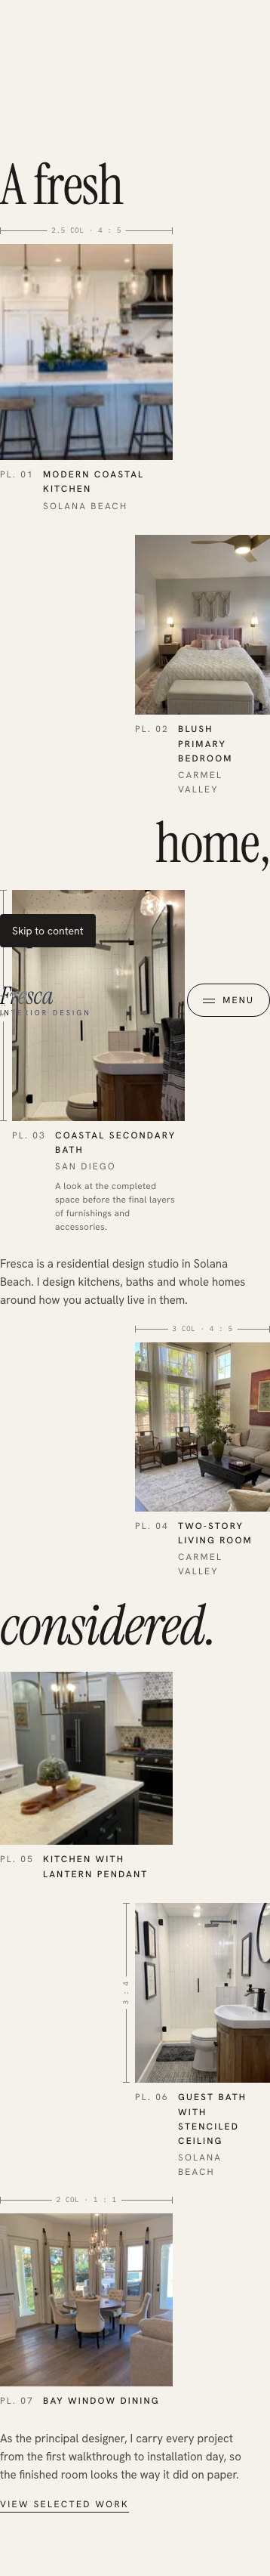 A fresh
2.5 COL · 4 : 5
PL. 01 MODERN COASTAL
KITCHEN
SOLANA BEACH
PL. 02 BLUSH
PRIMARY
BEDROOM
CARMEL
VALLEY
home,
Skip to content
Fresca
INTERIOR DESIGN
MENU
PL. 03 COASTAL SECONDARY
BATH
SAN DIEGO
A look at the completed
space before the final layers
of furnishings and
accessories.
Fresca is a residential design studio in Solana
Beach. I design kitchens, baths and whole homes
around how you actually live in them.
3 COL · 4 : 5
PL. 04 TWO-STORY
LIVING ROOM
CARMEL
VALLEY
considered.
PL. 05 KITCHEN WITH
LANTERN PENDANT
3 : 4
PL. 06 GUEST BATH
WITH
STENCILED
CEILING
SOLANA
BEACH
2 COL · 1 : 1
PL. 07 BAY WINDOW DINING
As the principal designer, I carry every project
from the first walkthrough to installation day, so
the finished room looks the way it did on paper.
VIEW SELECTED WORK